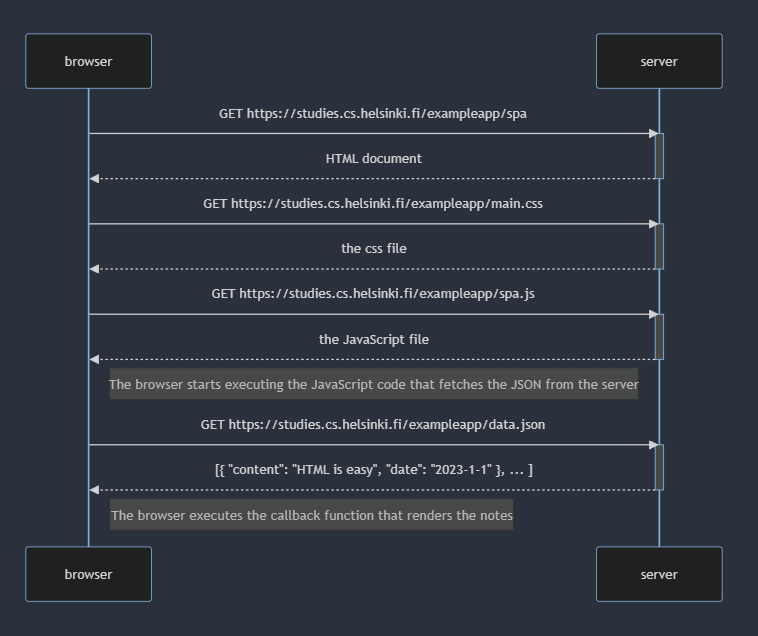 browser
server
GET https://studies.cs.helsinki.fi/exampleapp/spa
HTML document
GET https://studies.cs.helsinki.fi/exampleapp/main.css
the css file
GET https://studies.cs.helsinki.fi/exampleapp/spa.js
the JavaScript file
The browser starts executing the JavaScript code that fetches the JSON from the server
GET https://studies.cs.helsinki.fi/exampleapp/data.json
[{ "content": "HTML is easy", "date": "2023-1-1" }, ... ]
The browser executes the callback function that renders the notes
browser
server